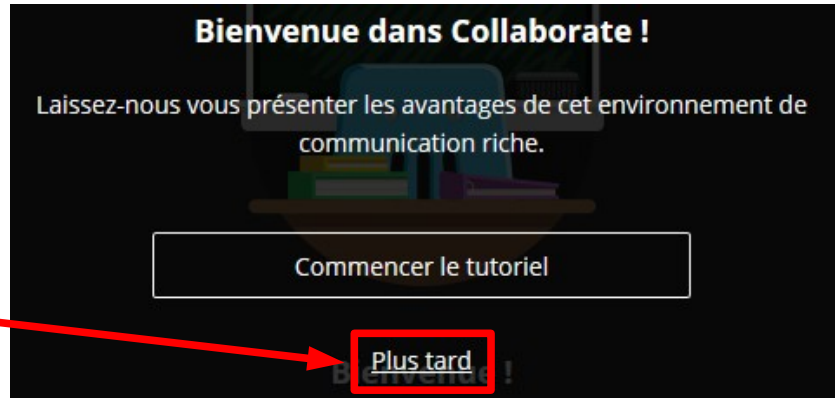 Bienvenue dans Collaborate !
Laissez-nous vous présenter les avantages de cet environnement de
communication riche.
Commencer le tutoriel
Plus tard
Bienvenue !